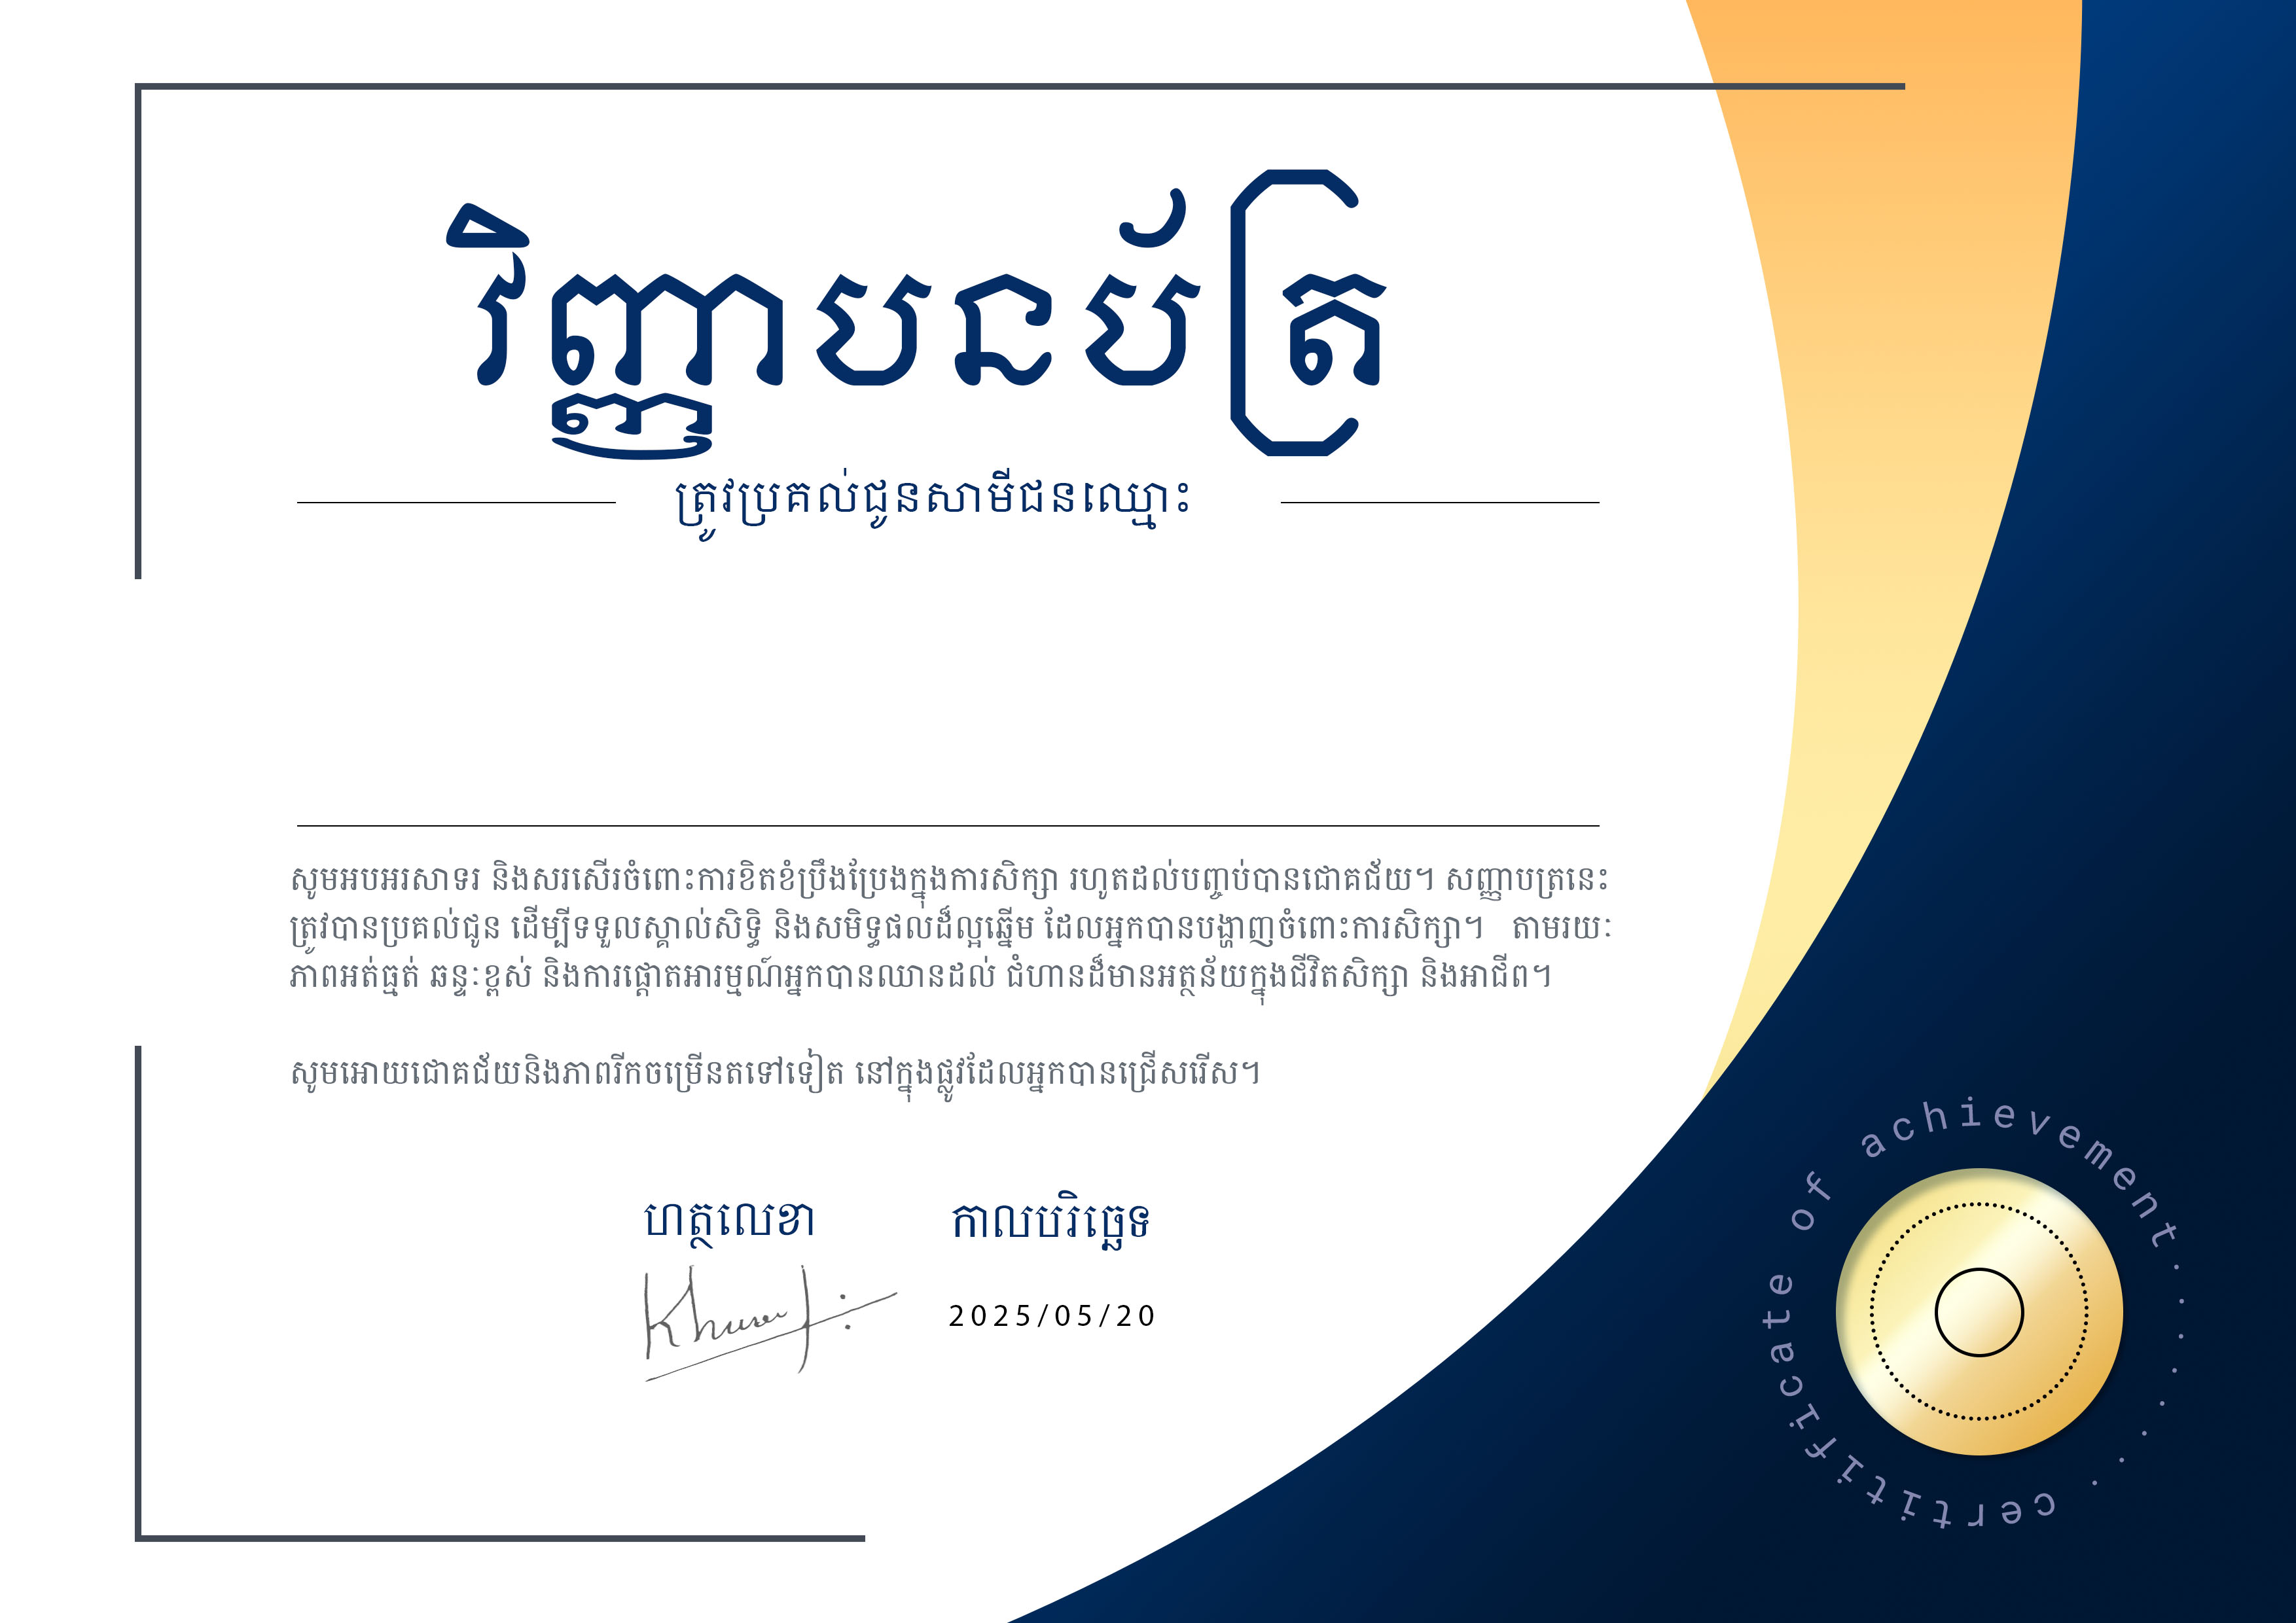 វិញ្ញាបនប័ត្រ
ត្រូវប្រគល់ជូនសាមីជនឈ្មោះ
សូមអបអរសាទរ និងសរសើរចំពោះការខិតខំប្រឹងប្រែងក្នុងការសិក្សា រហូតដល់បញ្ចប់បានជោគជ័យ។ សញ្ញាបត្រនេះ
ត្រូវបានប្រគល់ជូន ដើម្បីទទួលស្គាល់សិទ្ធិ និងសមិទ្ធផលដ៏ល្អឆ្នើម ដែលអ្នកបានបង្ហាញចំពោះការសិក្សា។ តាមរយៈ
ភាពអត់ធ្មត់ ឆន្ទៈខ្ពស់ និងការផ្តោតអារម្មណ៍អ្នកបានឈានដល់ ជំហានដ៏មានអត្ថន័យក្នុងជីវិតសិក្សា និងអាជីព។
សូមអោយជោគជ័យនិងភាពរីកចម្រើនតទៅទៀត នៅក្នុងផ្លូវដែលអ្នកបានជ្រើសរើស។
ហត្ថលេខា
កាលបរិច្ឆេទ
2025/05/20
certitificate of achievement........